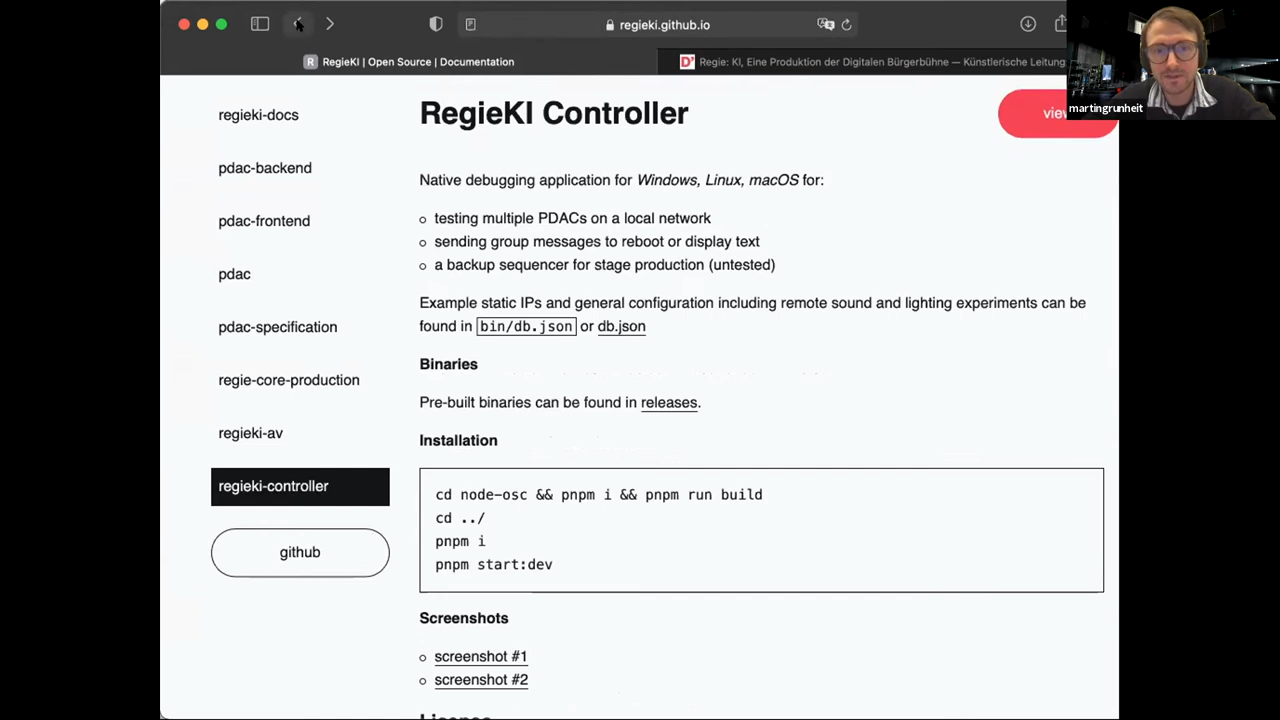 regieki.github.io
RegieKI | Open Source | Documentation
Regie: KI, Eine Produktion der Digitalen Bürgerbühne — Künstlerische Leitung
martingrunheit
regieki-docs
pdac-backend
pdac-frontend
pdac
pdac-specification
regie-core-production
regieki-av
regieki-controller
github
RegieKI Controller
Native debugging application for Windows, Linux, macOS for:
testing multiple PDACs on a local network
sending group messages to reboot or display text
a backup sequencer for stage production (untested)
Example static IPs and general configuration including remote sound and lighting experiments can be
found in bin/db.json or db.json
Binaries
Pre-built binaries can be found in releases.
Installation
cd node-osc && pnpm i && pnpm run build
cd ../
pnpm i
pnpm start:dev
Screenshots
screenshot #1
screenshot #2